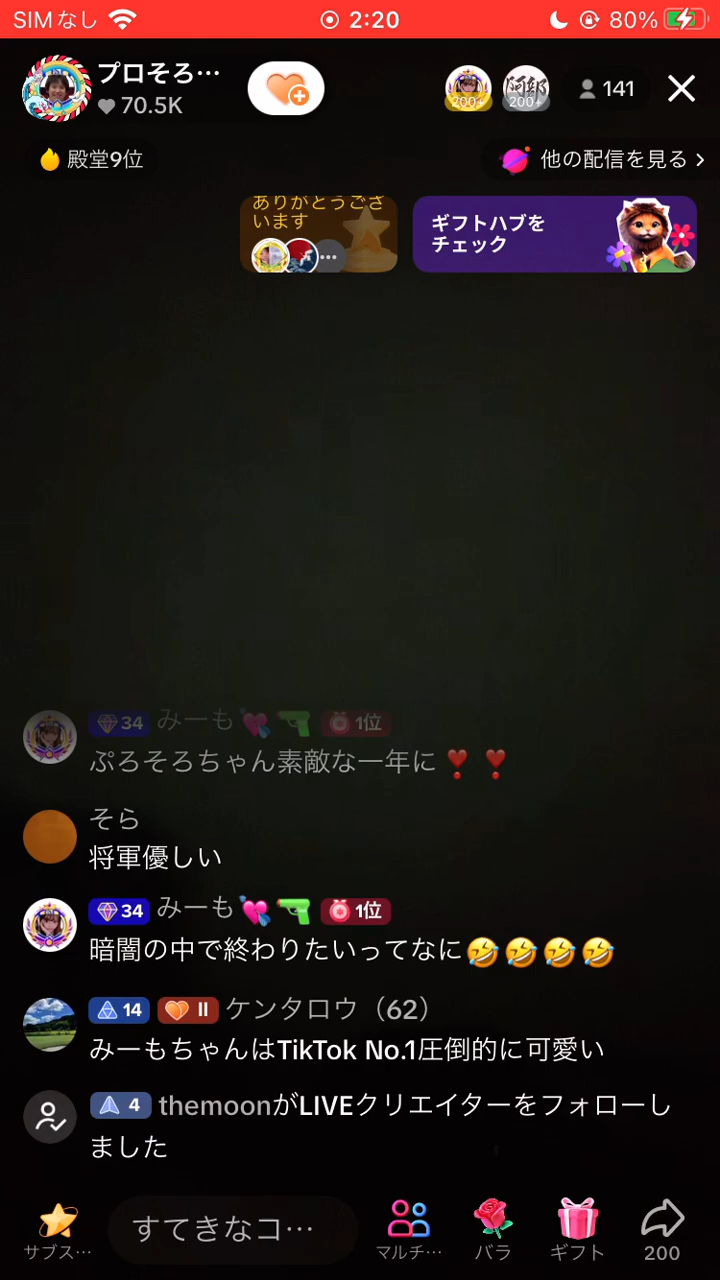 SIMなし 2:20 80%
プロそろ… 141
70.5K
200+ 阿部 200+
殿堂9位 他の配信を見る
ありがとうござ
います
ギフトハブを
チェック
34 みーも💘🔫 1位
ぷろそろちゃん素敵な一年に❣️❣️
そら
将軍優しい
34 みーも💘🔫 1位
暗闇の中で終わりたいってなに🤣🤣🤣🤣
14 II ケンタロウ（62）
みーもちゃんはTikTok No.1圧倒的に可愛い
4 themoonがLIVEクリエイターをフォローし
ました
すてきなコ…
サブス… マルチ… バラ ギフト 200